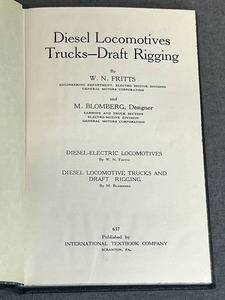 Diesel Locomotives
Trucks—Draft Rigging
By
W. N. FRITTS
ENGINEERING DEPARTMENT, ELECTRO MOTIVE DIVISION
GENERAL MOTORS CORPORATION
and
M. BLOMBERG, Designer
CARBODY AND TRUCK SECTION
ELECTRO-MOTIVE DIVISION
GENERAL MOTORS CORPORATION
DIESEL-ELECTRIC LOCOMOTIVES
By W. N. Fritts
DIESEL LOCOMOTIVE TRUCKS AND
DRAFT RIGGING
By M. Blomberg
637
Published by
INTERNATIONAL TEXTBOOK COMPANY
SCRANTON, PA.